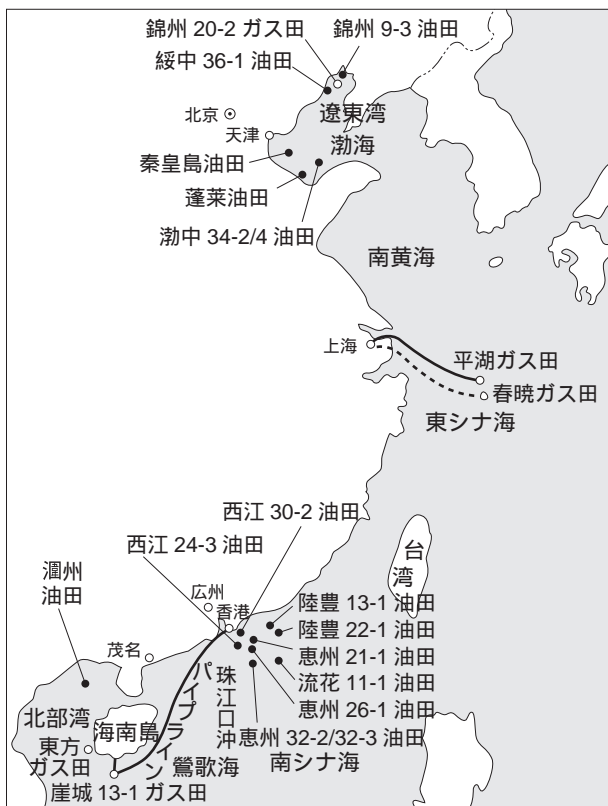 錦州 20-2 ガス田
錦州 9-3 油田
綏中 36-1 油田
遼東湾
北京
天津
渤海
秦皇島油田
蓬莱油田
渤中 34-2/4 油田
南黄海
上海
平湖ガス田
春暁ガス田
東シナ海
西江 30-2 油田
西江 24-3 油田
台湾
潿州
油田
広州
香港
陸豊 13-1 油田
陸豊 22-1 油田
恵州 21-1 油田
流花 11-1 油田
恵州 26-1 油田
恵州 32-2/32-3 油田
茂名
パイプライン
珠江口沖
北部湾
海南島
東方
ガス田
鶯歌海
南シナ海
崖城 13-1 ガス田